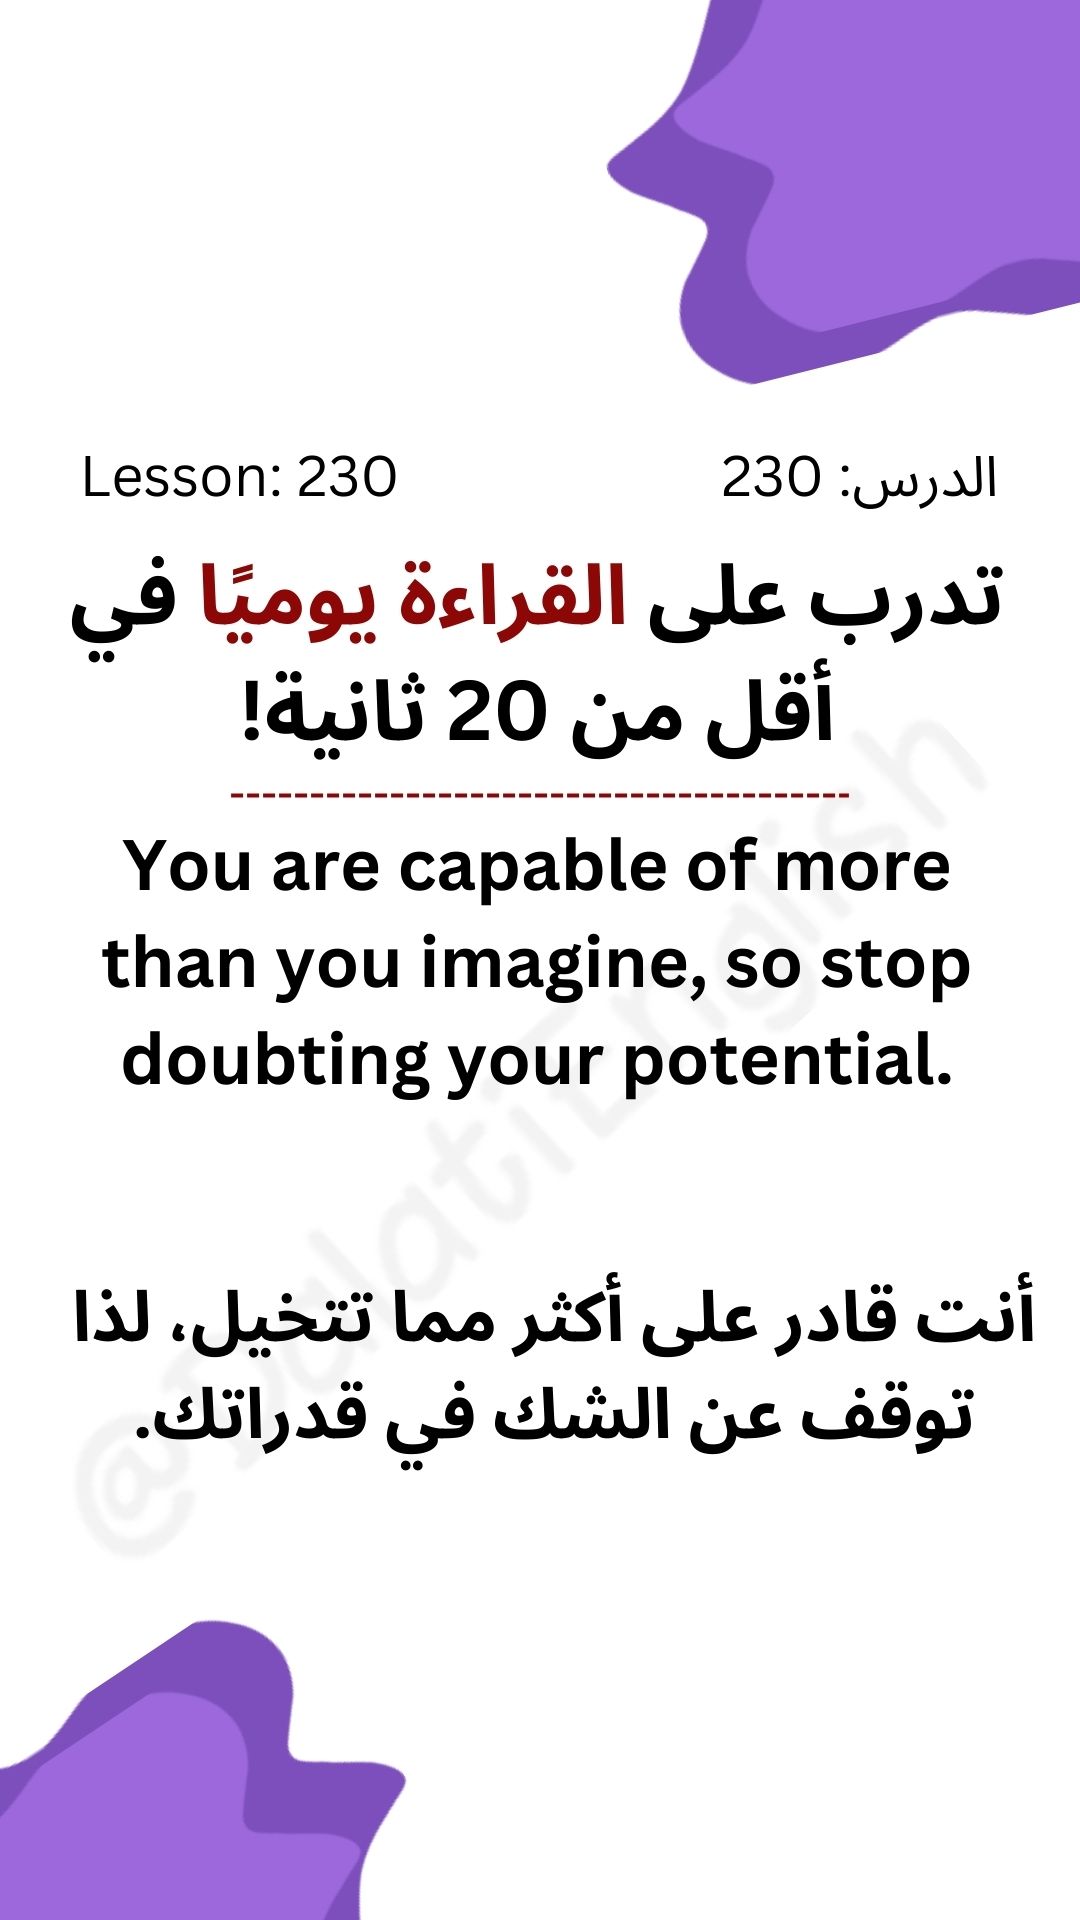 Lesson: 230
الدرس: 230
تدرب على القراءة يوميًا في
أقل من 20 ثانية!
---------------------------------------
You are capable of more
than you imagine, so stop
doubting your potential.
أنت قادر على أكثر مما تتخيل، لذا
توقف عن الشك في قدراتك.
@PalatiEnglish